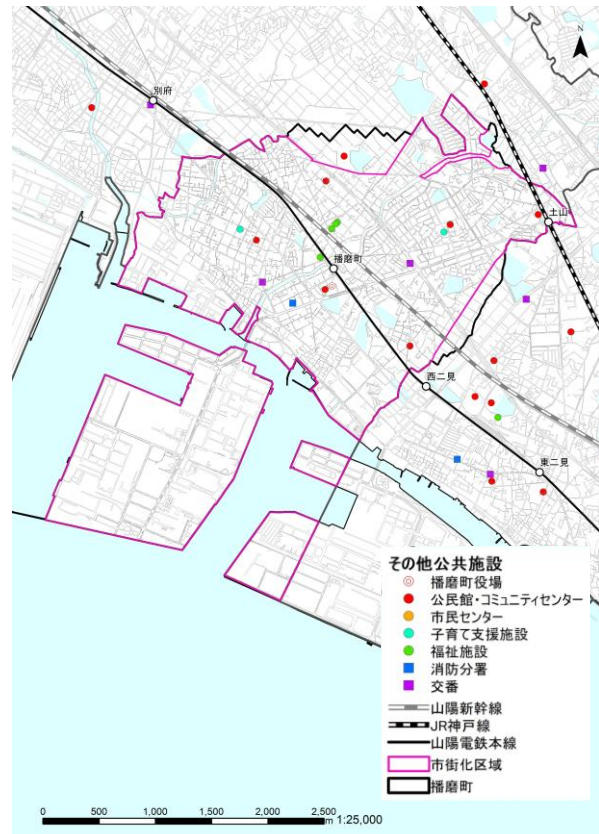 N
別府
土山
播磨町
西二見
東二見
その他公共施設
播磨町役場
公民館・コミュニティセンター
市民センター
子育て支援施設
福祉施設
消防分署
交番
山陽新幹線
JR神戸線
山陽電鉄本線
市街化区域
播磨町
0 500 1,000 1,500 2,000 2,500 m 1:25,000